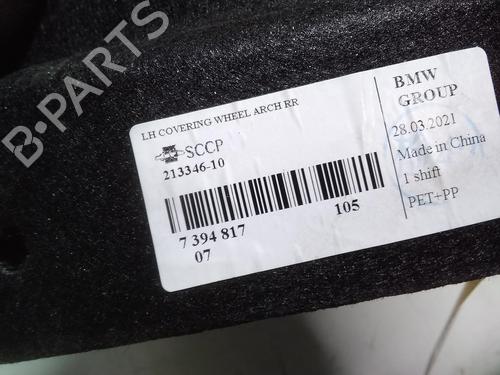 B-PARTS
LH COVERING WHEEL ARCH RR
SCCP
213346-10
7 394 817
105
07
BMW
GROUP
28.03.2021
Made in China
1 shift
PET+PP